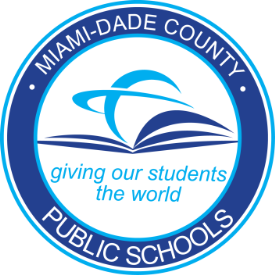 MIAMI-DADE COUNTY
giving our students
the world
PUBLIC SCHOOLS